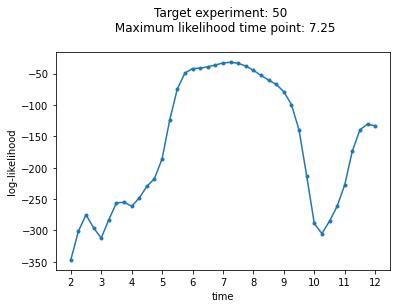 Target experiment: 50
Maximum likelihood time point: 7.25
−50
−100
−150
−200
−250
−300
−350
log-likelihood
2 3 4 5 6 7 8 9 10 11 12
time